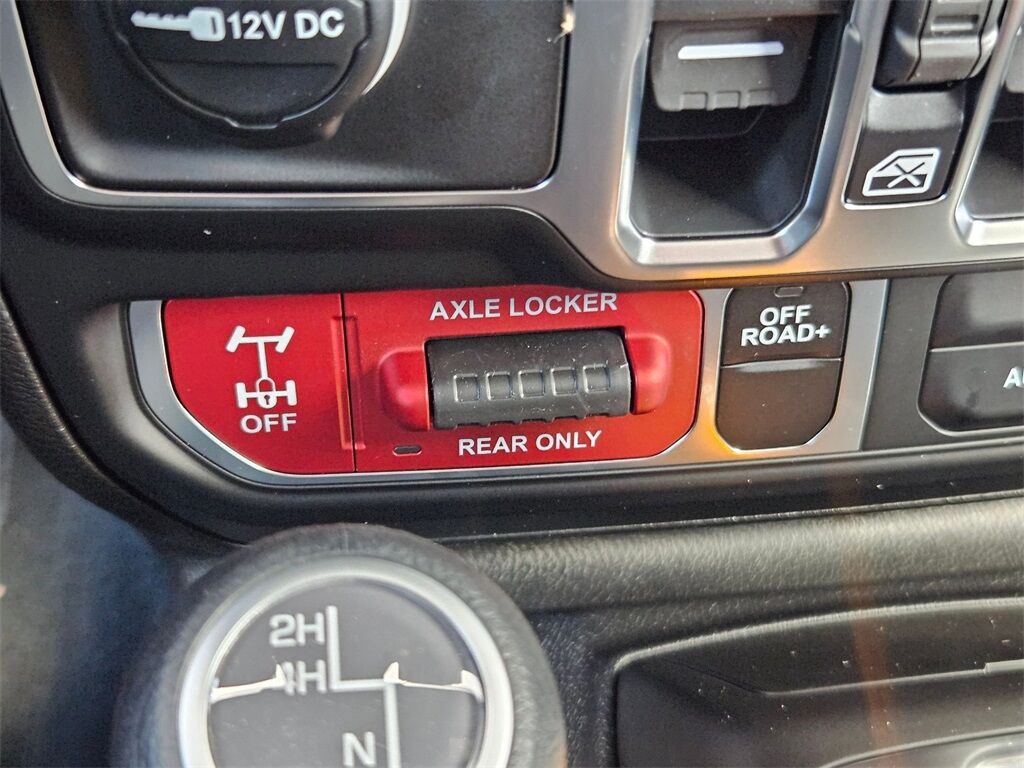 12V DC
AXLE LOCKER
OFF
REAR ONLY
OFF
ROAD+
2H
4H
N